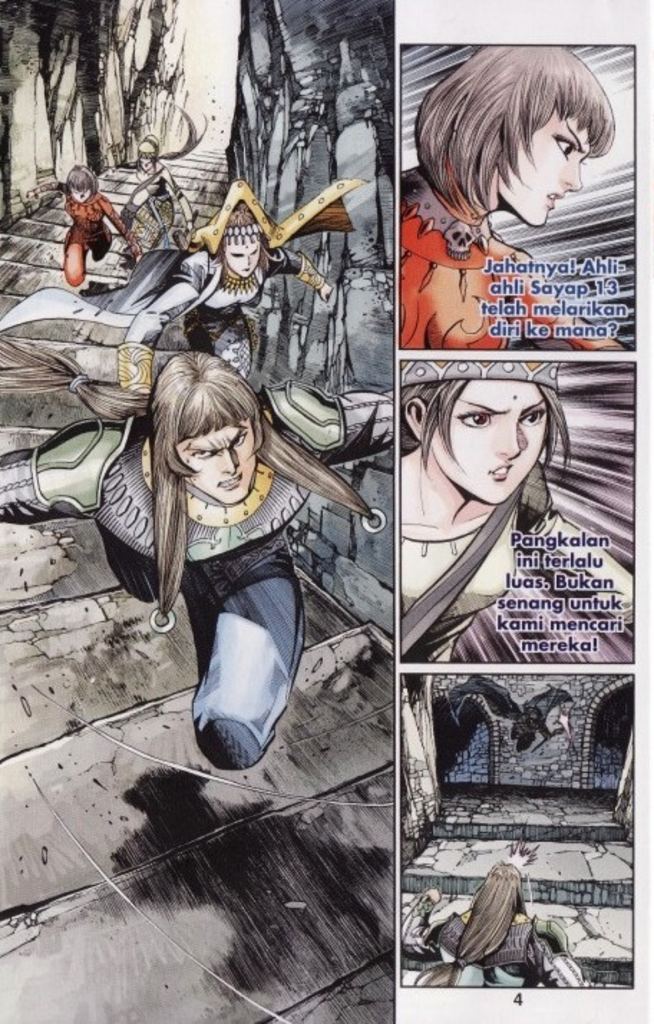 Jahatnya! Ahli-
ahli Sayap 13
telah melarikan
diri ke mana?
Pangkalan
ini terlalu
luas. Bukan
senang untuk
kami mencari
mereka!
4